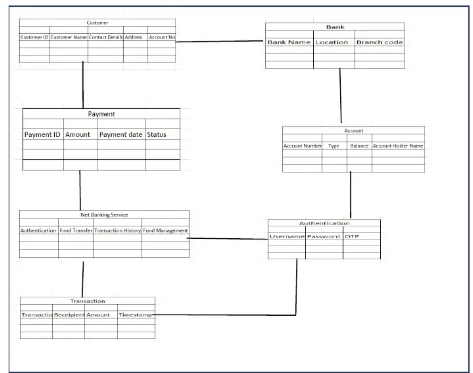 Customer
Customer ID Customer Name Contact Details Address Account No
Bank
Bank Name Location Branch code
Payment
Payment ID Amount Payment date Status
Account
Account Number Type Balance Account Holder Name
Net Banking Service
Authentication Fund Transfer Transaction History Fund Management
Authentication
Username Password OTP
Transaction
Transactio Receipient Amount Timestamp